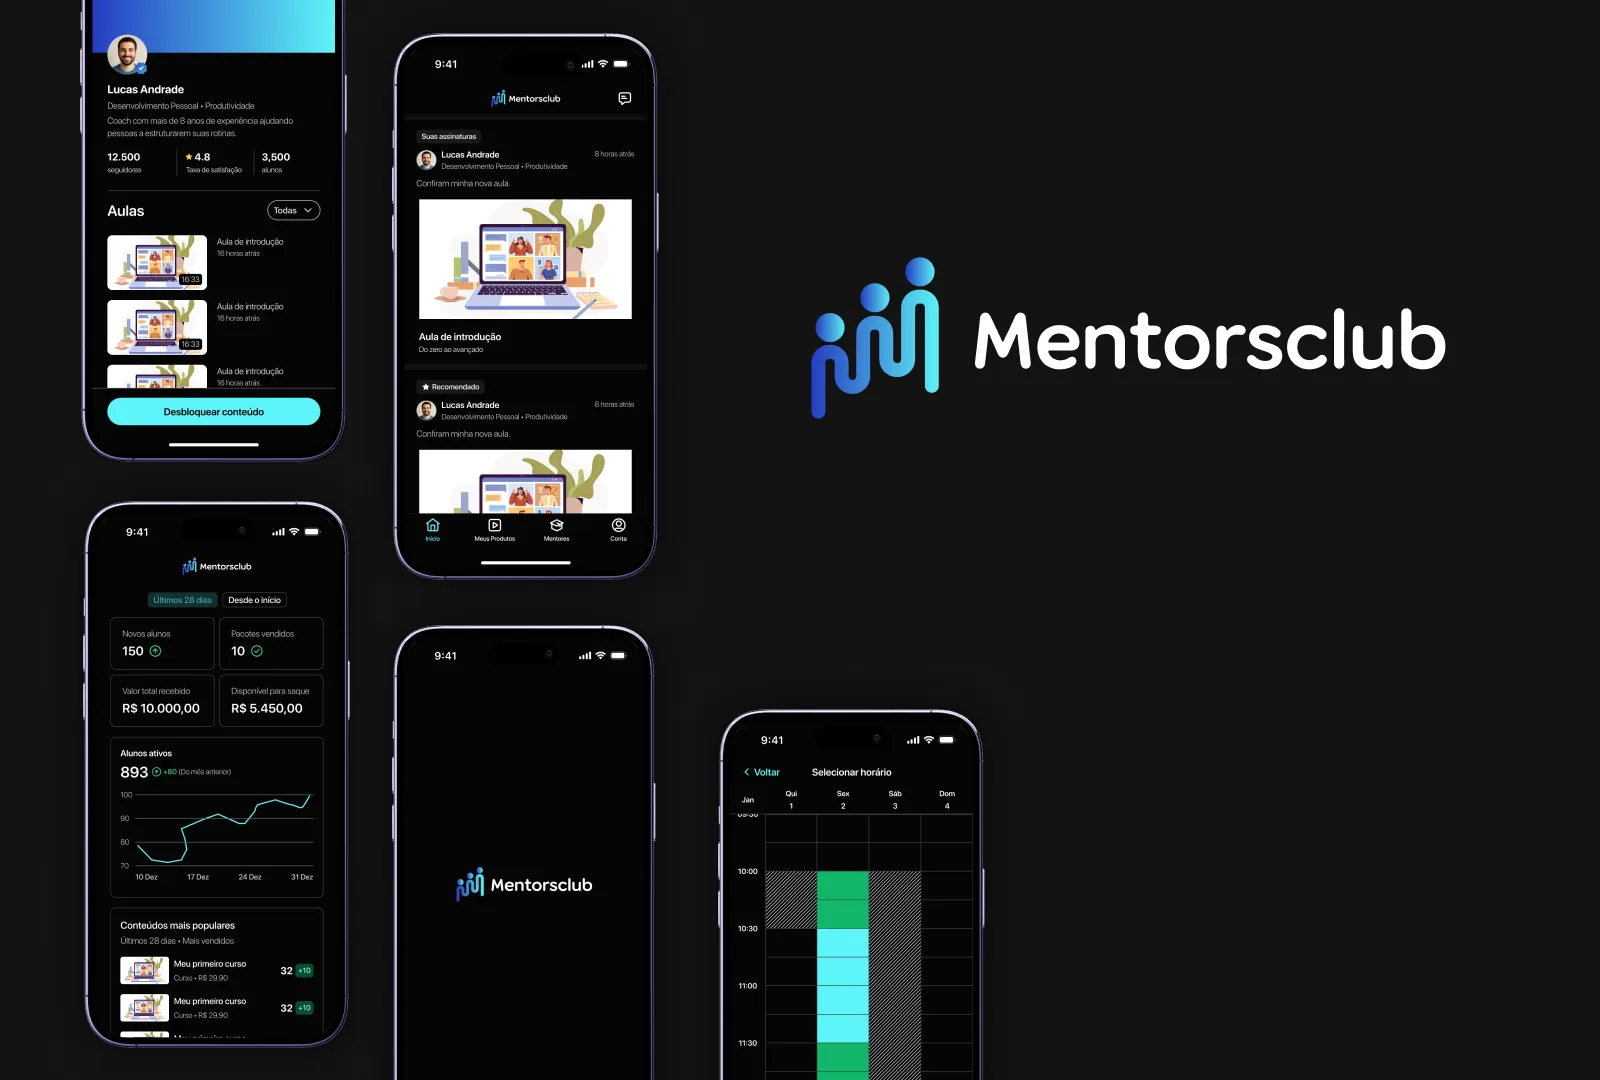 Lucas Andrade
Desenvolvimento Pessoal • Produtividade
Coach com mais de 8 anos de experiência ajudando
pessoas a estruturarem suas rotinas.
12.500
seguidores
4.8
Taxa de satisfação
3,500
alunos
Aulas
Todas
Aula de introdução
16 horas atrás
16:33
Aula de introdução
16 horas atrás
16:33
Aula de introdução
16 horas atrás
Desbloquear conteúdo
9:41
Mentorsclub
Suas assinaturas
Lucas Andrade
8 horas atrás
Desenvolvimento Pessoal • Produtividade
Confiram minha nova aula.
Aula de introdução
Do zero ao avançado
Recomendado
Lucas Andrade
8 horas atrás
Desenvolvimento Pessoal • Produtividade
Confiram minha nova aula.
Início
Meus Produtos
Mentores
Conta
Mentorsclub
9:41
Mentorsclub
Últimos 28 dias
Desde o início
Novos alunos
150
Pacotes vendidos
10
Valor total recebido
R$ 10.000,00
Disponível para saque
R$ 5.450,00
Alunos ativos
893 +80 (Do mês anterior)
100
90
80
70
10 Dez 17 Dez 24 Dez 31 Dez
Conteúdos mais populares
Últimos 28 dias • Mais vendidos
Meu primeiro curso
Curso • R$ 29,90
32 +10
Meu primeiro curso
Curso • R$ 29,90
32 +10
9:41
Mentorsclub
9:41
Voltar
Selecionar horário
Jan
Qui
1
Sex
2
Sáb
3
Dom
4
09:30
10:00
10:30
11:00
11:30